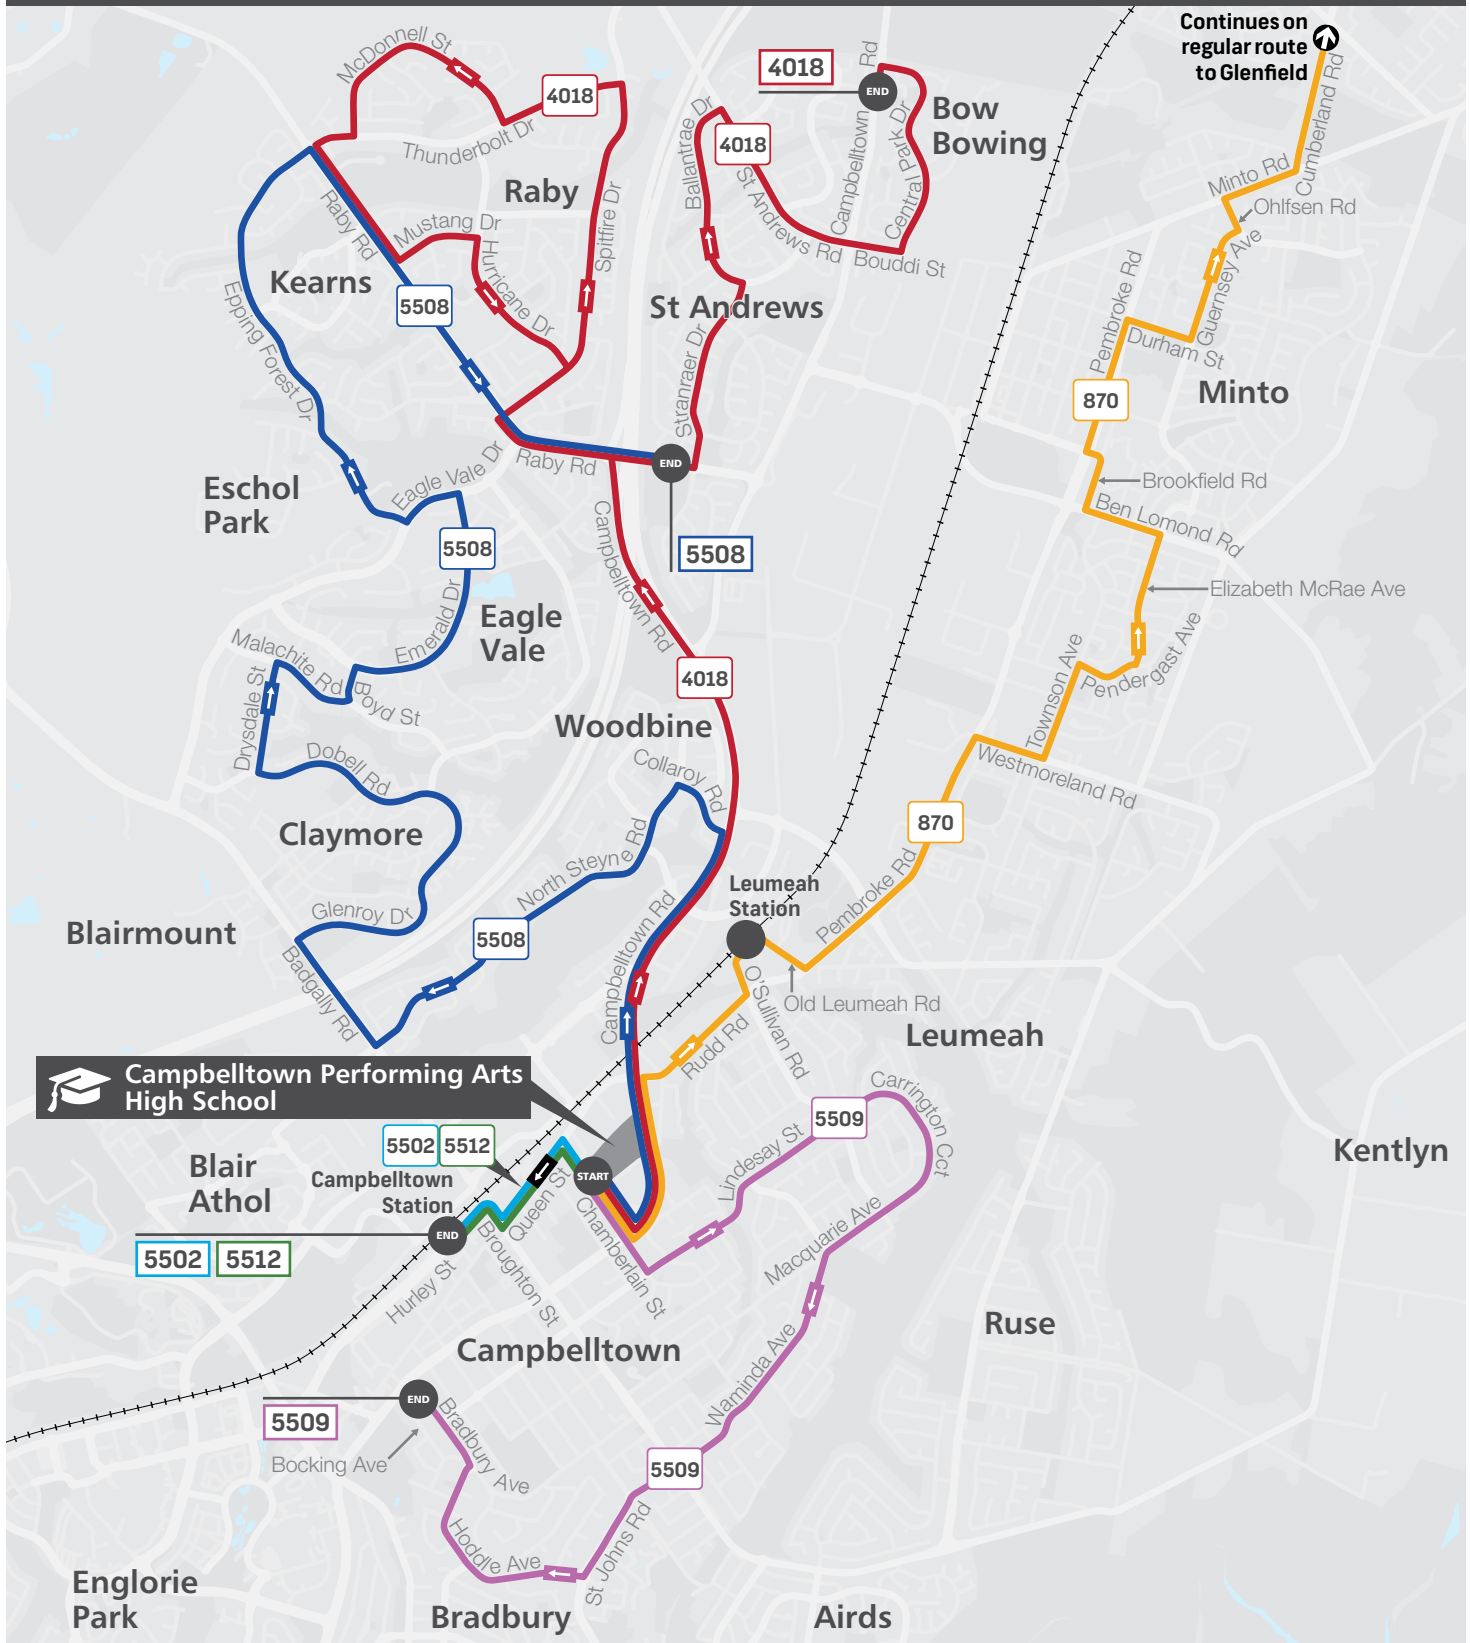 Continues on
regular route
to Glenfield
McDonnell St
4018
Thunderbolt Dr
4018
END
Rd
Campbelltown
Bow
Bowing
Central Park Dr
Ballantrae Dr
4018
St Andrews Rd
Bouddi St
Cumberland Rd
Minto Rd
Ohlfsen Rd
Raby
Raby Rd
Mustang Dr
Hurricane Dr
Spitfire Dr
Kearns
5508
Epping Forest Dr
St Andrews
Stranraer Dr
Pembroke Rd
Guernsey Ave
Durham St
Minto
870
Eagle Vale Dr
Raby Rd
END
Eschol
Park
Brookfield Rd
Ben Lomond Rd
5508
5508
Campbelltown Rd
Elizabeth McRae Ave
Eagle
Vale
Emerald Dr
Malachite Rd
Boyd St
Drysdale St
4018
Townson Ave
Pendergast Ave
Woodbine
Dobell Rd
Collaroy Rd
Westmoreland Rd
Claymore
North Steyne Rd
870
Leumeah
Station
Pembroke Rd
Glenroy Dr
Blairmount
5508
Badgally Rd
Campbelltown Rd
O'Sullivan Rd
Old Leumeah Rd
Leumeah
Rudd Rd
Campbelltown Performing Arts
High School
Carrington Cct
5509
Lindesay St
5502
5512
Kentlyn
Blair
Athol
Campbelltown
Station
START
Queen St
Chamberlain St
END
5502
5512
Broughton St
Hurley St
Macquarie Ave
Ruse
Campbelltown
Waminda Ave
END
5509
Bradbury Ave
Bocking Ave
5509
St Johns Rd
Hoddle Ave
Englorie
Park
Bradbury
Airds